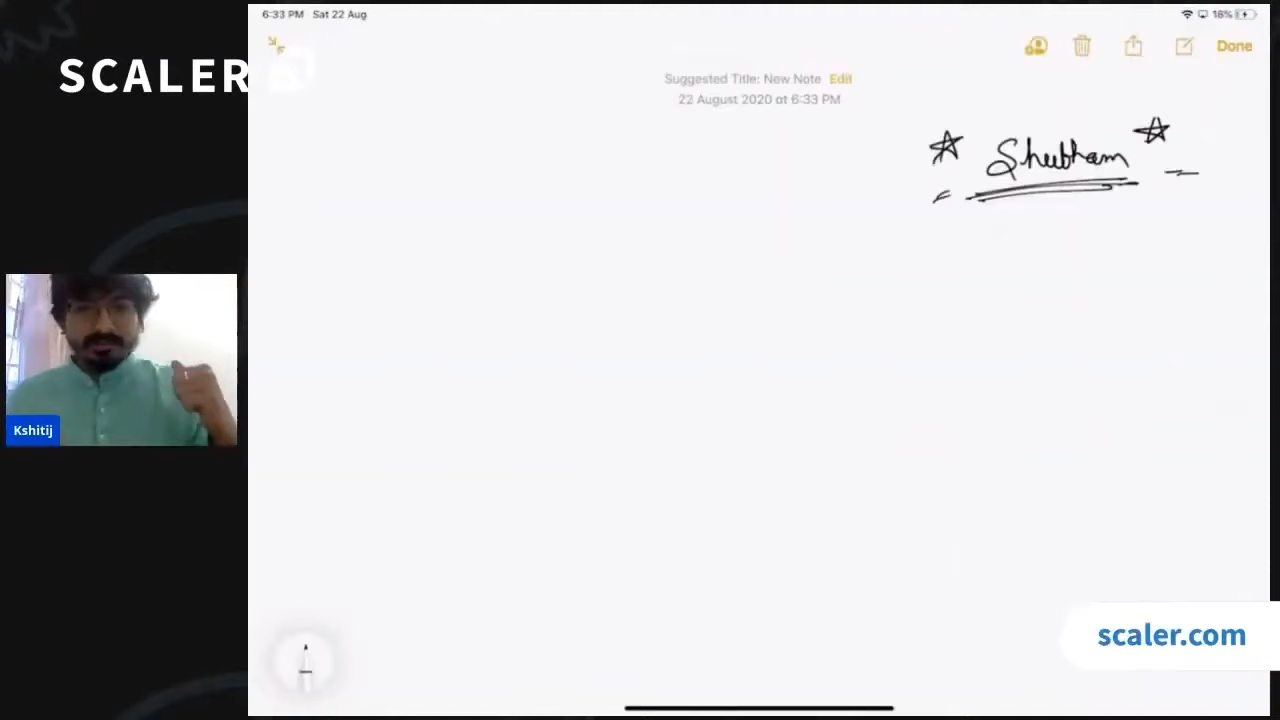 6:33 PM Sat 22 Aug
16%
SCALER
Done
Suggested Title: New Note Edit
22 August 2020 at 6:33 PM
Shubham
Kshitij
scaler.com